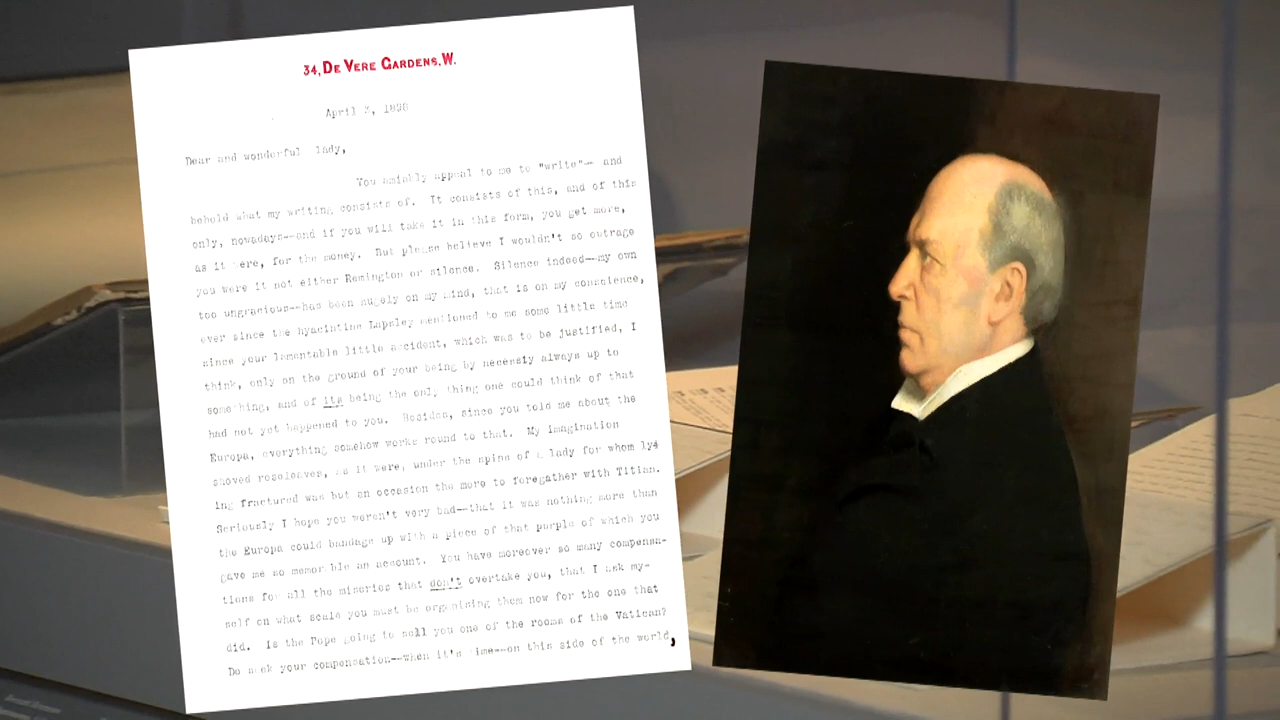 34, DE VERE GARDENS. W.
April 3, 1898
Dear and wonderful lady,
You amiably appeal to me to "write"-- and
behold what my writing consists of. It consists of this, and of this
only, nowadays--and if you will take it in this form, you get more,
as it were, for the money. But please believe I wouldn't so outrage
you were it not either Remington or silence. Silence indeed--my own
too ungracious--has been hugely on my mind, that is on my conscience,
ever since the hyacinthine Lapsley mentioned to me some little time
since your lamentable little accident, which was to be justified, I
think, only on the ground of your being by necessity always up to
something, and of its being the only thing one could think of that
had not yet happened to you. Besides, since you told me about the
Europa, everything somehow works round to that. My imagination
shoved roseleaves, as it were, under the spine of a lady for whom ly-
ing fractured was but an occasion the more to foregather with Titian.
Seriously I hope you weren't very bad--that it was nothing more than
the Europa could bandage up with a piece of that purple of which you
gave me so memorable an account. You have moreover so many compensa-
tions for all the miseries that don't overtake you, that I ask my-
self on what scale you must be organising them now for the one that
did. Is the Pope going to sell you one of the rooms of the Vatican?
Do seek your compensation--when it's time--on this side of the world,